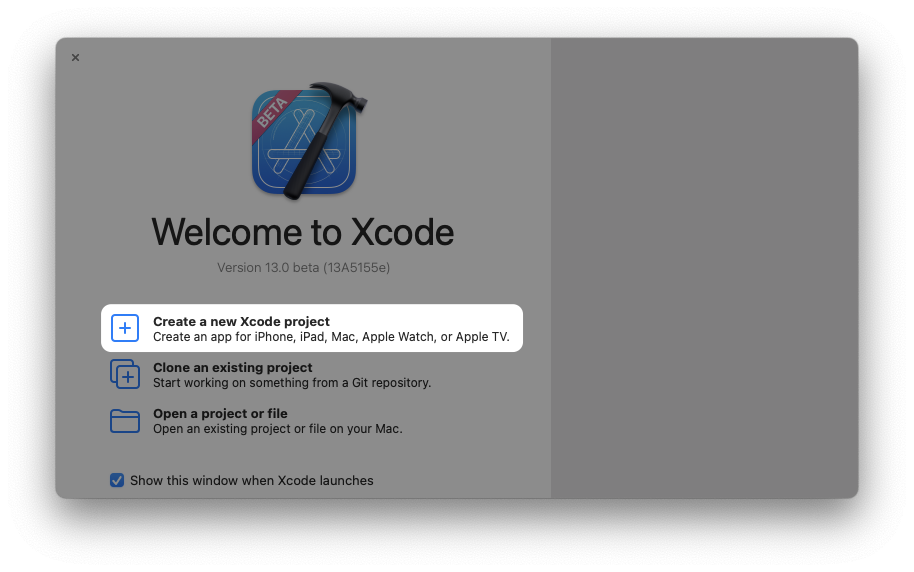 BETA
Welcome to Xcode
Version 13.0 beta (13A5155e)
Create a new Xcode project
Create an app for iPhone, iPad, Mac, Apple Watch, or Apple TV.
Clone an existing project
Start working on something from a Git repository.
Open a project or file
Open an existing project or file on your Mac.
Show this window when Xcode launches